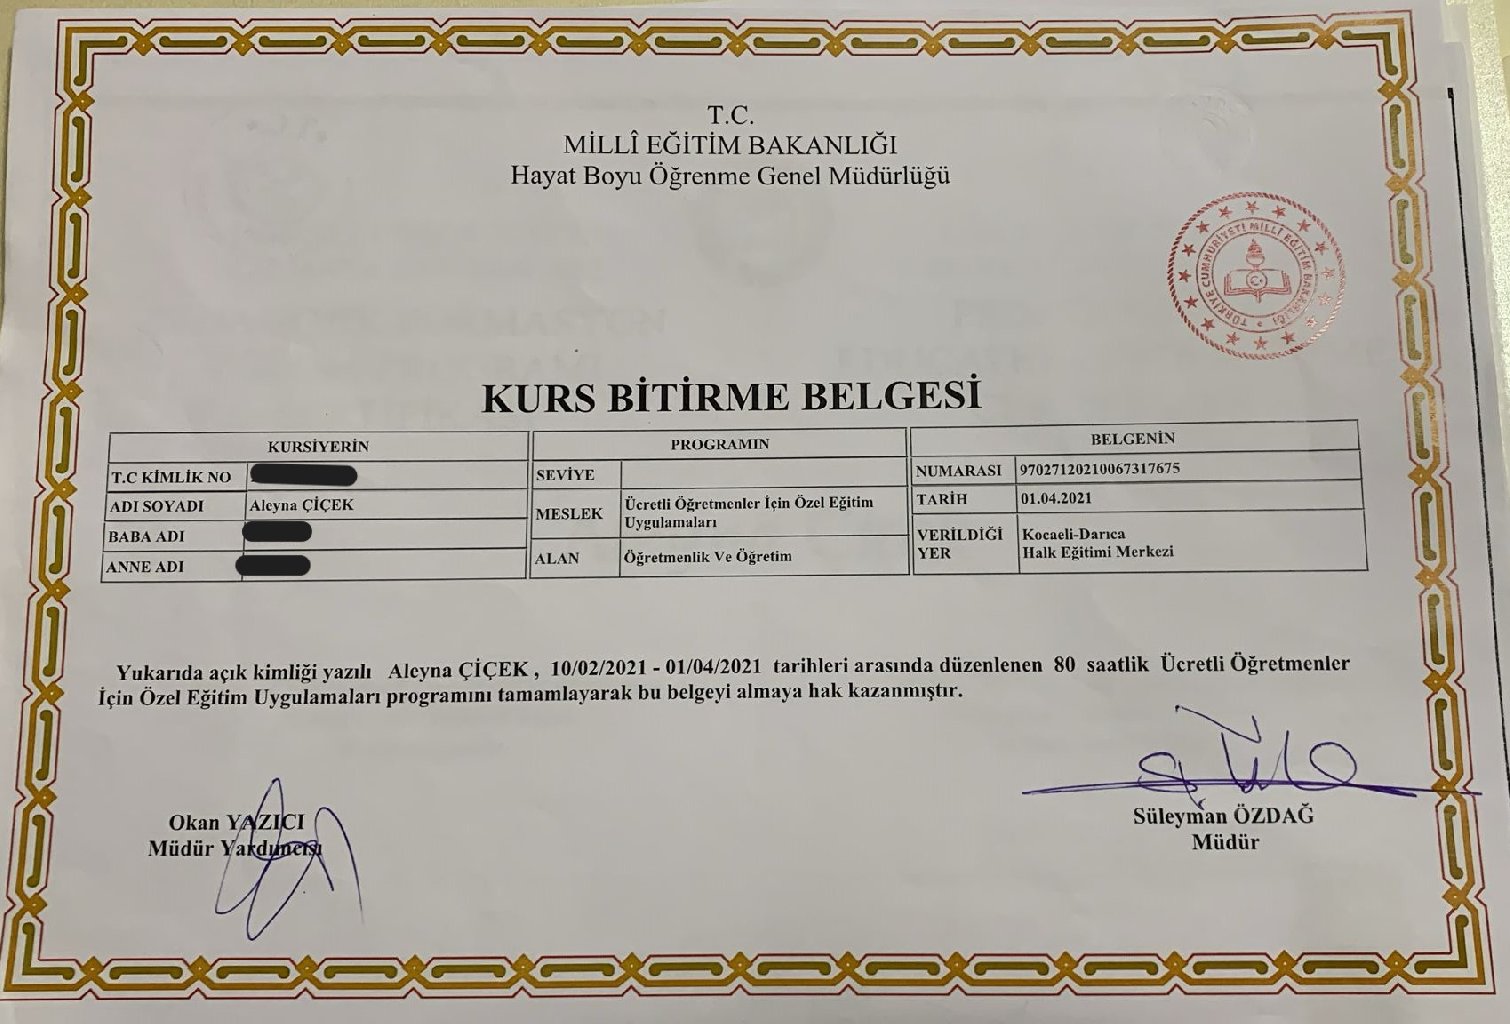 T.C.
MİLLÎ EĞİTİM BAKANLIĞI
Hayat Boyu Öğrenme Genel Müdürlüğü
TÜRKİYE CUMHURİYETİ MİLLÎ EĞİTİM BAKANLIĞI
KURS BİTİRME BELGESİ
KURSİYERİN
T.C KİMLİK NO
ADI SOYADI Aleyna ÇİÇEK
BABA ADI
ANNE ADI
PROGRAMIN
SEVİYE
MESLEK Ücretli Öğretmenler İçin Özel Eğitim
Uygulamaları
ALAN Öğretmenlik Ve Öğretim
BELGENİN
NUMARASI 97027120210067317675
TARİH 01.04.2021
VERİLDİĞİ Kocaeli-Darıca
YER Halk Eğitimi Merkezi
Yukarıda açık kimliği yazılı Aleyna ÇİÇEK , 10/02/2021 - 01/04/2021 tarihleri arasında düzenlenen 80 saatlik Ücretli Öğretmenler
İçin Özel Eğitim Uygulamaları programını tamamlayarak bu belgeyi almaya hak kazanmıştır.
Okan YAZICI
Müdür Yardımcısı
Süleyman ÖZDAĞ
Müdür